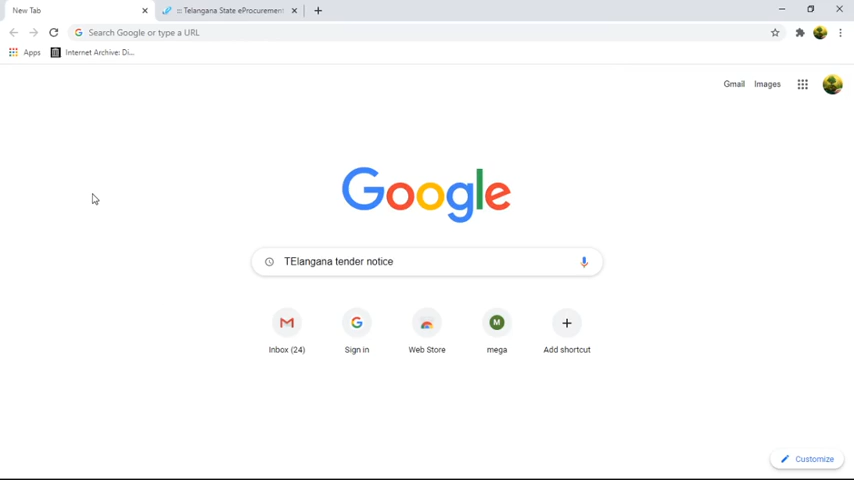 New Tab
::: Telangana State eProcurement
Search Google or type a URL
Apps
Internet Archive: Di...
Gmail
Images
Google
TElangana tender notice
M
Inbox (24)
Sign in
Web Store
mega
Add shortcut
Customize